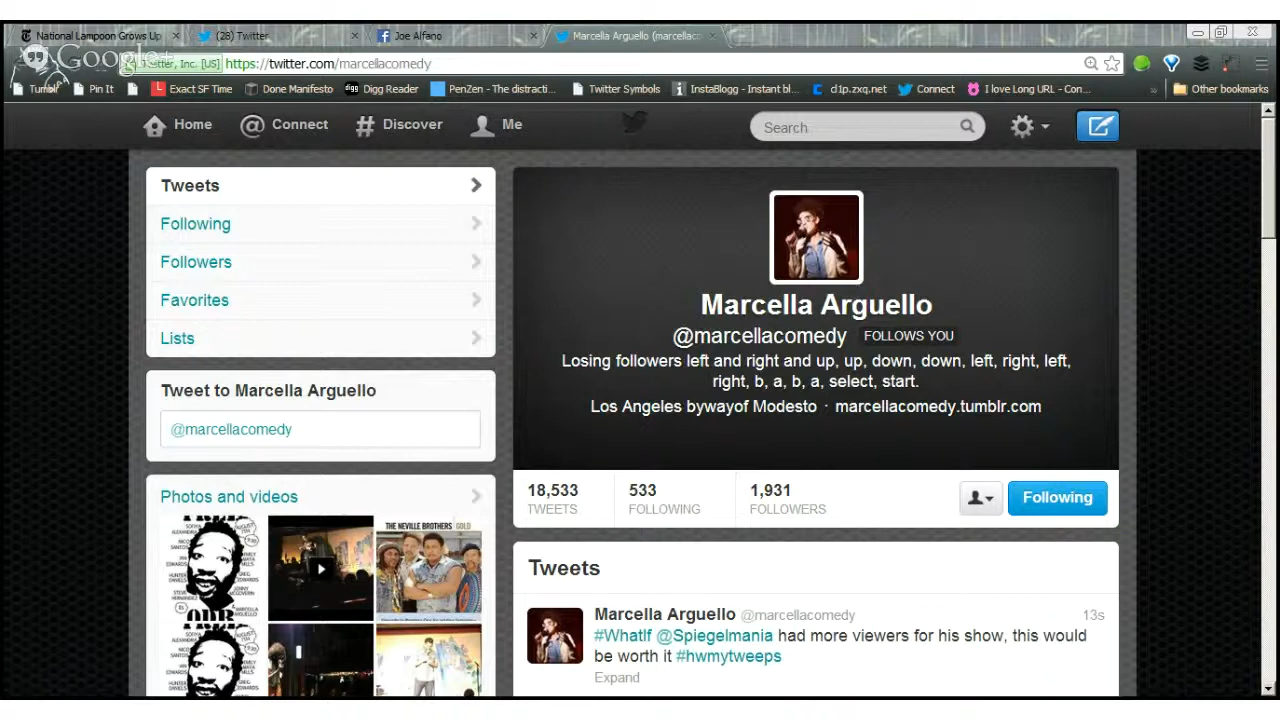 National Lampoon Grows Up
(28) Twitter
Joe Alfano
Marcella Arguello (marcellaco
Google+
Twitter, Inc. [US] https://twitter.com/marcellacomedy
Tumblr Pin It Exact SF Time Done Manifesto digg Digg Reader PenZen - The distracti... Twitter Symbols InstaBlogg - Instant bl... d1p.zxq.net Connect I love Long URL - Con... » Other bookmarks
Home @ Connect # Discover Me Search
Tweets
Following
Followers
Favorites
Lists
Tweet to Marcella Arguello
@marcellacomedy
Photos and videos
THE NEVILLE BROTHERS GOLD
Marcella Arguello
@marcellacomedy FOLLOWS YOU
Losing followers left and right and up, up, down, down, left, right, left,
right, b, a, b, a, select, start.
Los Angeles bywayof Modesto · marcellacomedy.tumblr.com
18,533 533 1,931
TWEETS FOLLOWING FOLLOWERS
Following
Tweets
Marcella Arguello @marcellacomedy 13s
#WhatIf @Spiegelmania had more viewers for his show, this would
be worth it #hwmytweeps
Expand